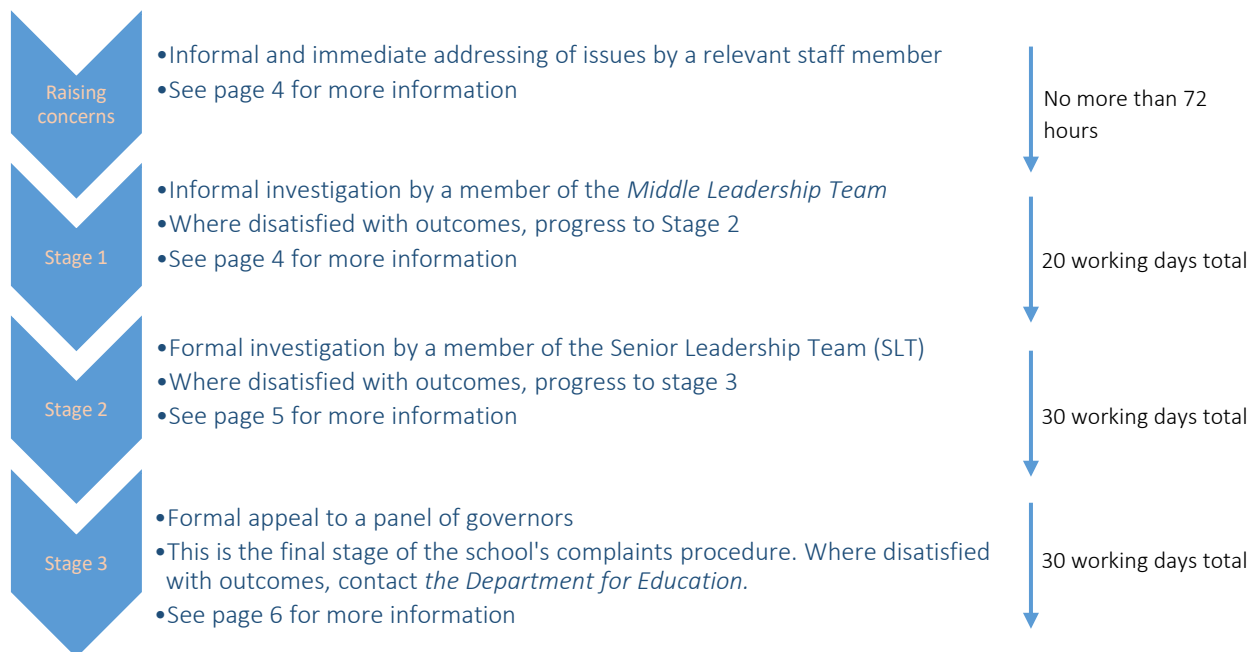 Raising
concerns
•Informal and immediate addressing of issues by a relevant staff member
•See page 4 for more information
No more than 72
hours
Stage 1
•Informal investigation by a member of the Middle Leadership Team
•Where disatisfied with outcomes, progress to Stage 2
•See page 4 for more information
20 working days total
Stage 2
•Formal investigation by a member of the Senior Leadership Team (SLT)
•Where disatisfied with outcomes, progress to stage 3
•See page 5 for more information
30 working days total
Stage 3
•Formal appeal to a panel of governors
•This is the final stage of the school's complaints procedure. Where disatisfied
with outcomes, contact the Department for Education.
•See page 6 for more information
30 working days total